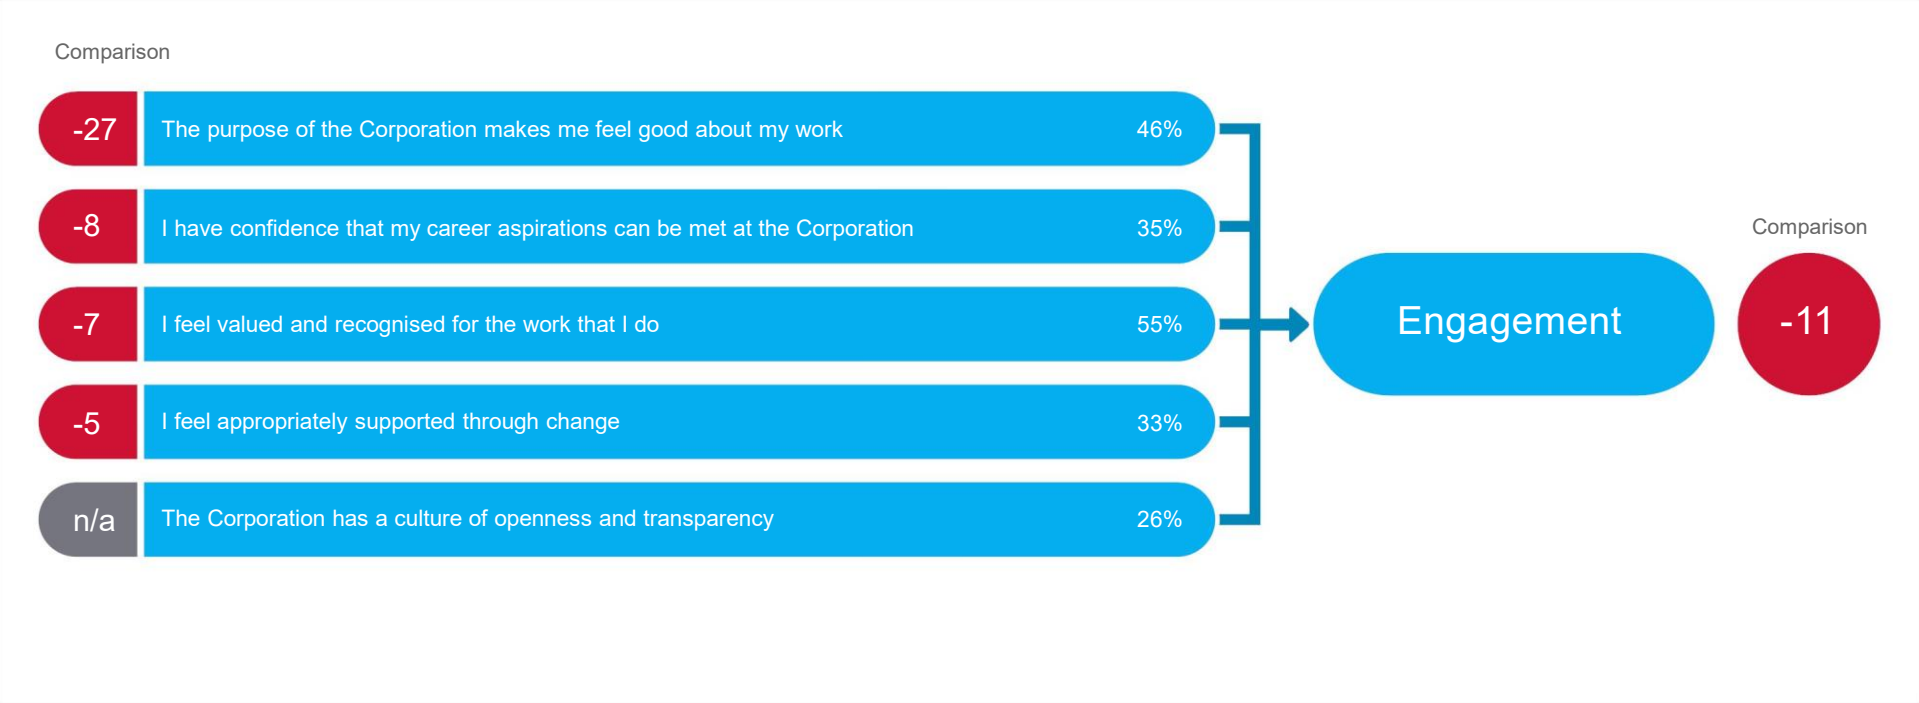 Comparison
-27 The purpose of the Corporation makes me feel good about my work 46%
-8 I have confidence that my career aspirations can be met at the Corporation 35%
Comparison
-7 I feel valued and recognised for the work that I do 55%
Engagement -11
-5 I feel appropriately supported through change 33%
n/a The Corporation has a culture of openness and transparency 26%